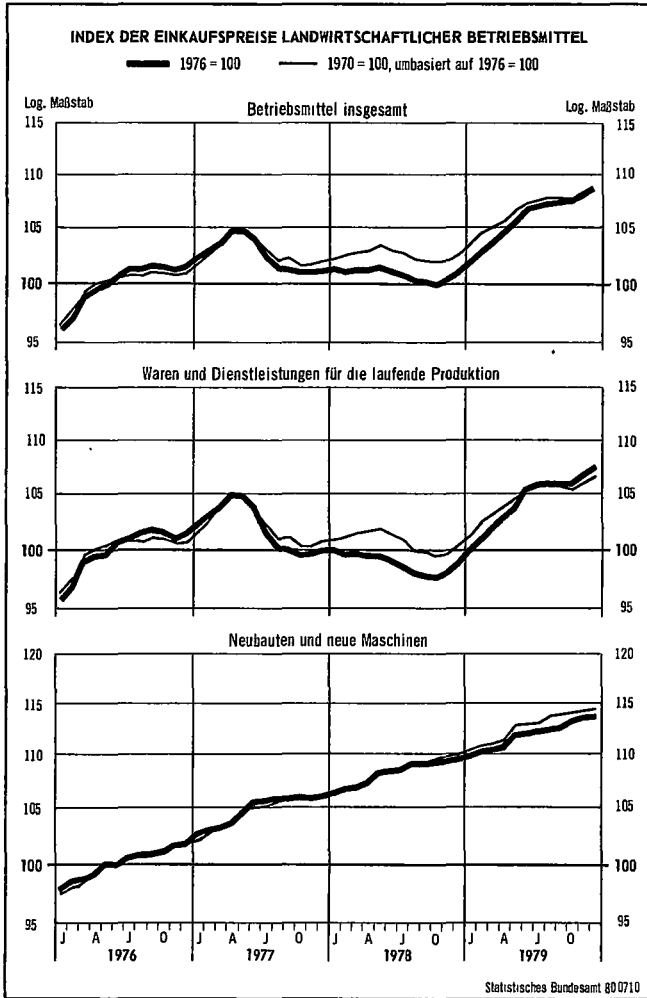 INDEX DER EINKAUFSPREISE LANDWIRTSCHAFTLICHER BETRIEBSMITTEL
1976 = 100 1970 = 100, umbasiert auf 1976 = 100
Log. Maßstab Betriebsmittel insgesamt Log. Maßstab
115 115
110 110
105 105
100 100
95 95
Waren und Dienstleistungen für die laufende Produktion
115 115
110 110
105 105
100 100
95 95
Neubauten und neue Maschinen
120 120
115 115
110 110
105 105
100 100
95 95
J A J O J A J O J A J O J A J O
1976 1977 1978 1979
Statistisches Bundesamt 80 0710